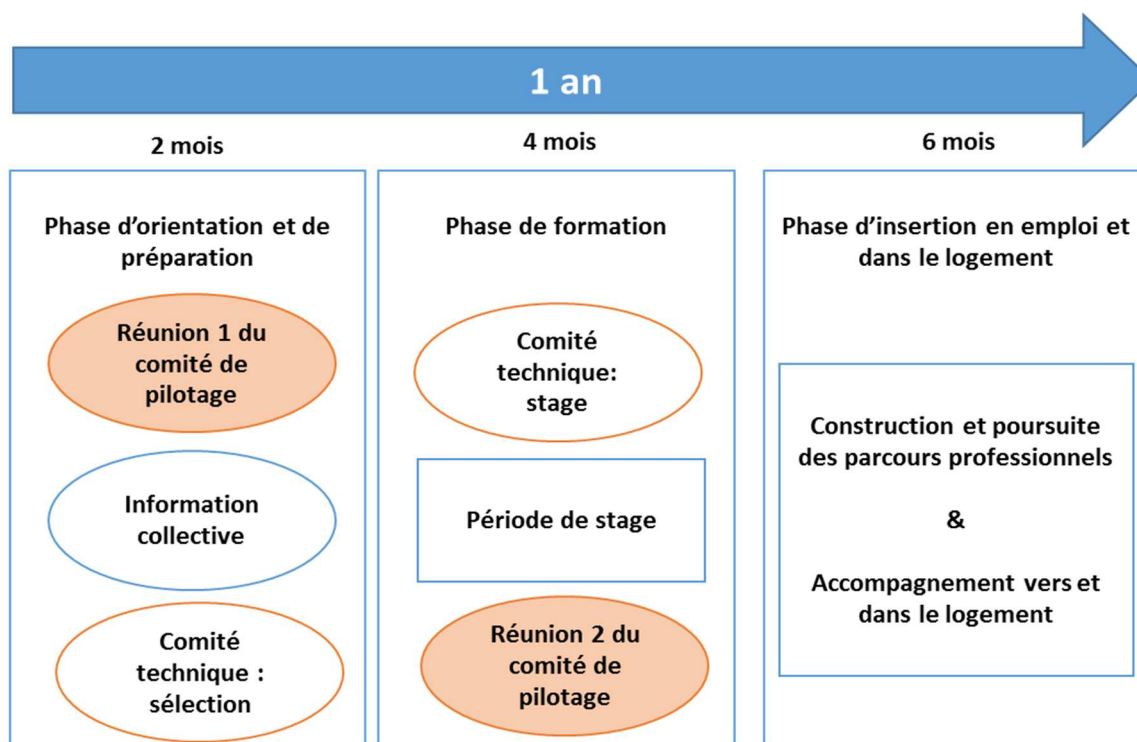 1 an
2 mois
4 mois
6 mois
Phase d’orientation et de
préparation
Réunion 1 du
comité de
pilotage
Information
collective
Comité
technique :
sélection
Phase de formation
Comité
technique:
stage
Période de stage
Réunion 2 du
comité de
pilotage
Phase d’insertion en emploi et
dans le logement
Construction et poursuite
des parcours professionnels
&
Accompagnement vers et
dans le logement